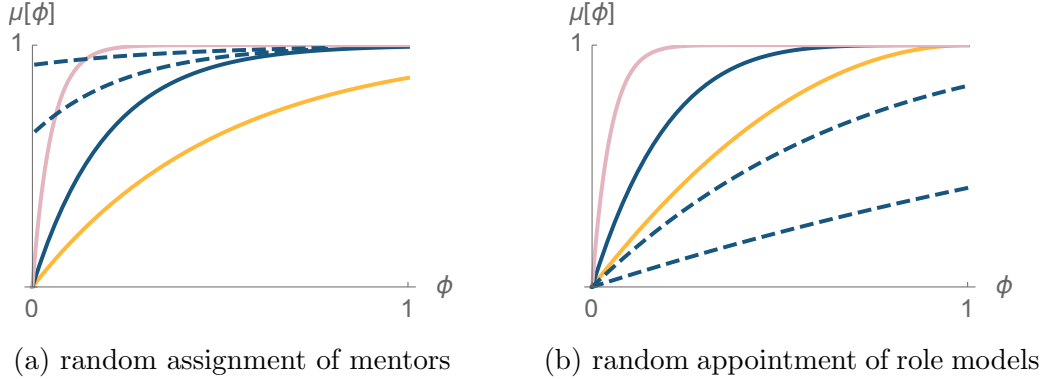 μ[ϕ]
1
0
1
ϕ
(a) random assignment of mentors
μ[ϕ]
1
0
1
ϕ
(b) random appointment of role models